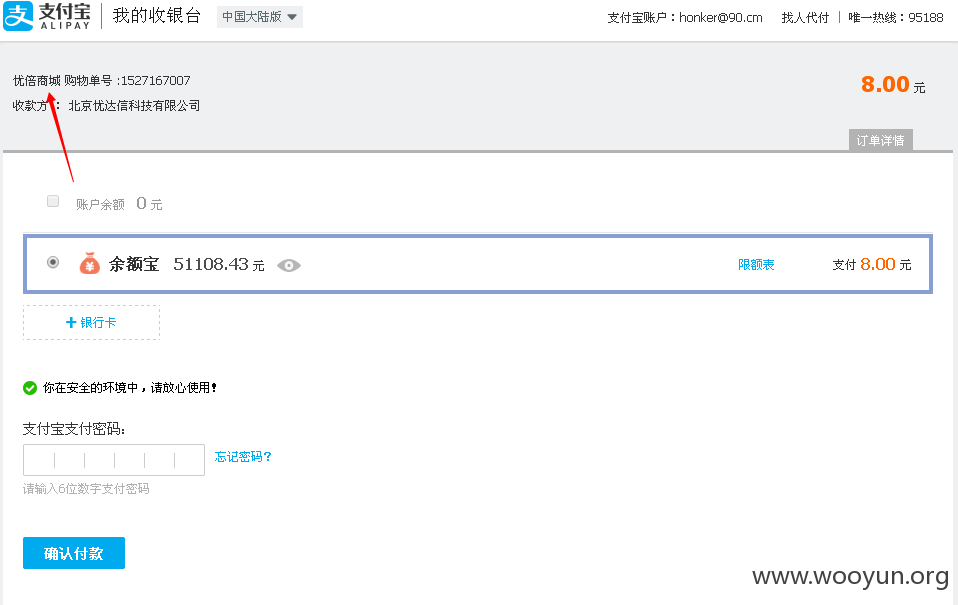 支付宝 ALIPAY 我的收银台 中国大陆版 支付宝账户：honker@90.cm 找人代付 唯一热线：95188
优倍商城 购物单号 :1527167007
8.00 元
收款方 ： 北京优达信科技有限公司
订单详情
账户余额 0 元
余额宝 51108.43 元 限额表 支付 8.00 元
+ 银行卡
你在安全的环境中，请放心使用！
支付宝支付密码：
忘记密码?
请输入6位数字支付密码
确认付款
www.wooyun.org